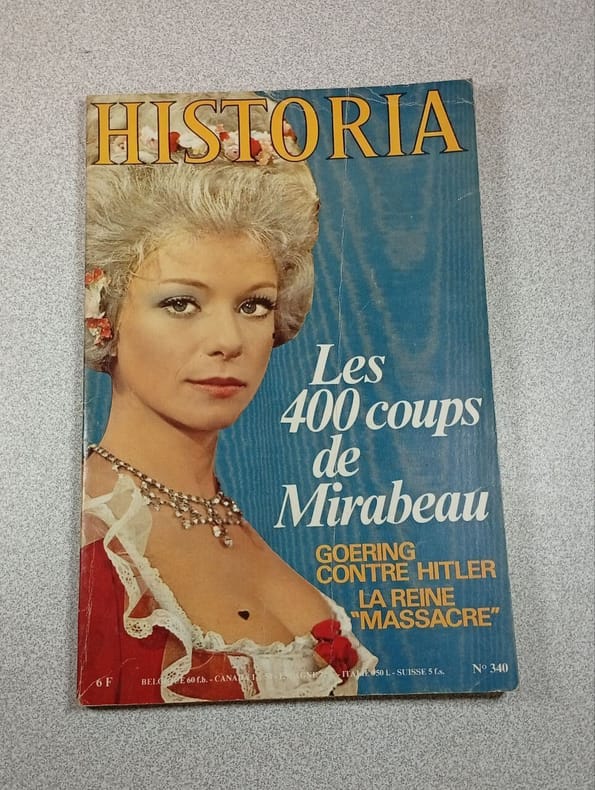 HISTORIA
Les
400 coups
de
Mirabeau
GOERING
CONTRE HITLER
LA REINE
"MASSACRE"
6 F
BELGIQUE 60 f.b. - CANADA - ITALIE 950 l. - SUISSE 5 f.s.
N° 340